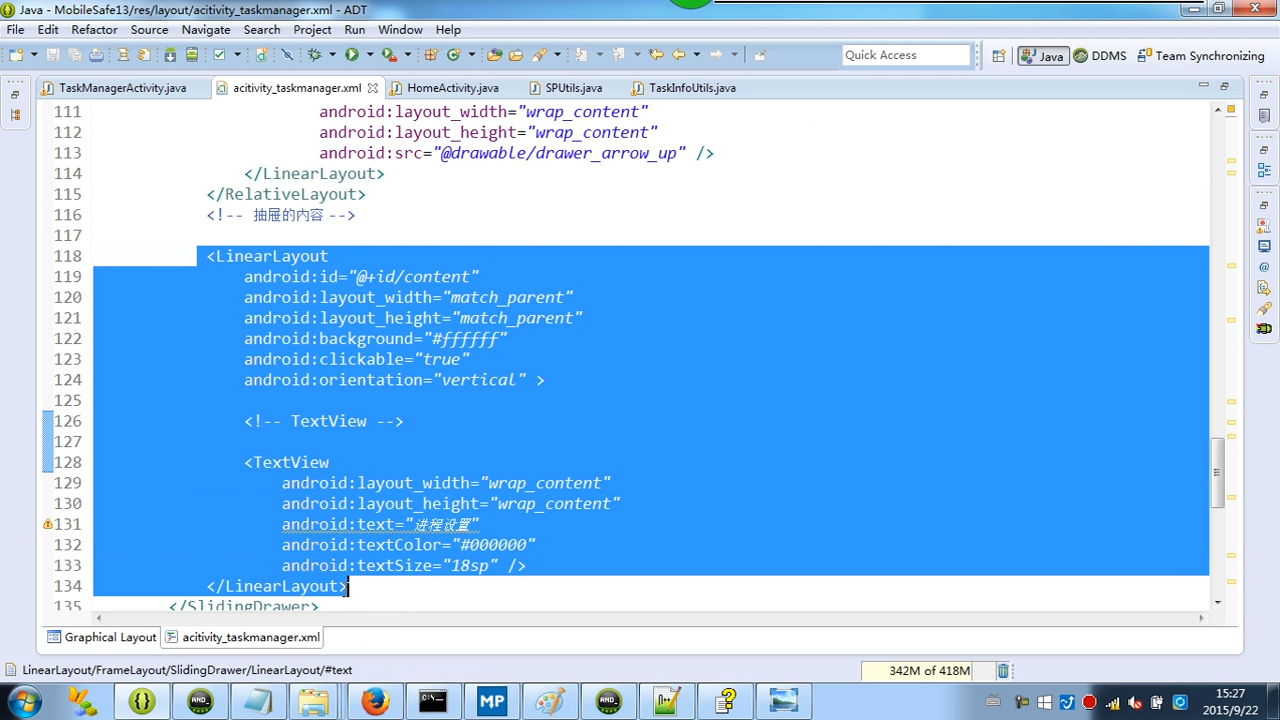 Java - MobileSafe13/res/layout/acitivity_taskmanager.xml - ADT
File Edit Refactor Source Navigate Search Project Run Window Help
Quick Access Java DDMS Team Synchronizing
TaskManagerActivity.java acitivity_taskmanager.xml HomeActivity.java SPUtils.java TaskInfoUtils.java
111 android:layout_width="wrap_content"
112 android:layout_height="wrap_content"
113 android:src="@drawable/drawer_arrow_up" />
114 </LinearLayout>
115 </RelativeLayout>
116 <!-- 抽屉的内容 -->
117
118 <LinearLayout
119 android:id="@+id/content"
120 android:layout_width="match_parent"
121 android:layout_height="match_parent"
122 android:background="#ffffff"
123 android:clickable="true"
124 android:orientation="vertical" >
125
126 <!-- TextView -->
127
128 <TextView
129 android:layout_width="wrap_content"
130 android:layout_height="wrap_content"
131 android:text="进程设置"
132 android:textColor="#000000"
133 android:textSize="18sp" />
134 </LinearLayout>
135 </SlidingDrawer>
Graphical Layout acitivity_taskmanager.xml
LinearLayout/FrameLayout/SlidingDrawer/LinearLayout/#text 342M of 418M
MP
15:27
2015/9/22